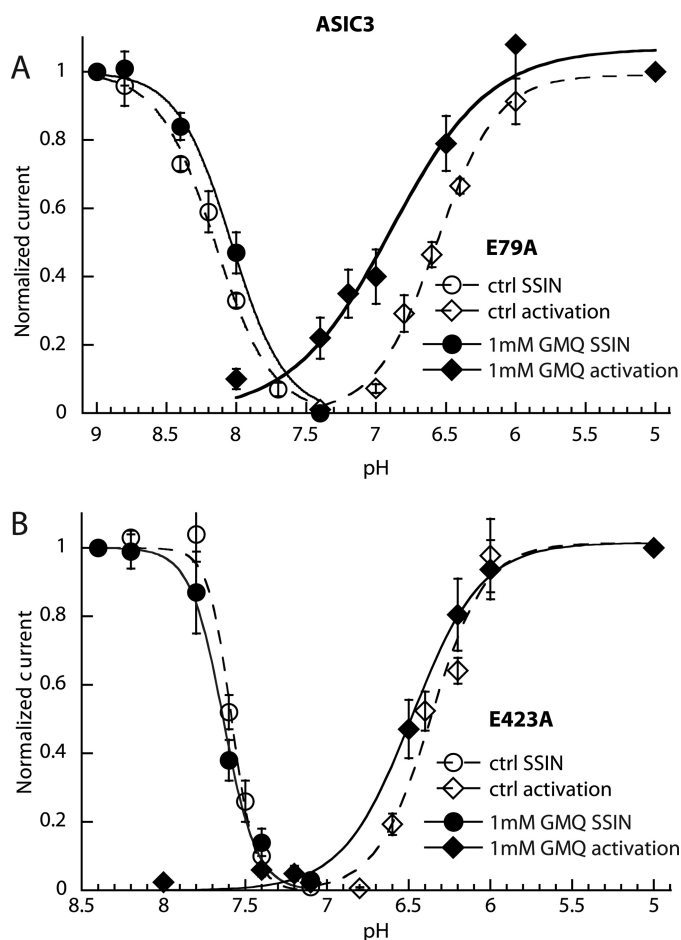 ASIC3
A
Normalized current
1
0.8
0.6
0.4
0.2
0
9
8.5
8
7.5
7
6.5
6
5.5
5
pH
E79A
ctrl SSIN
ctrl activation
1mM GMQ SSIN
1mM GMQ activation
B
Normalized current
1
0.8
0.6
0.4
0.2
0
8.5
8
7.5
7
6.5
6
5.5
5
pH
E423A
ctrl SSIN
ctrl activation
1mM GMQ SSIN
1mM GMQ activation